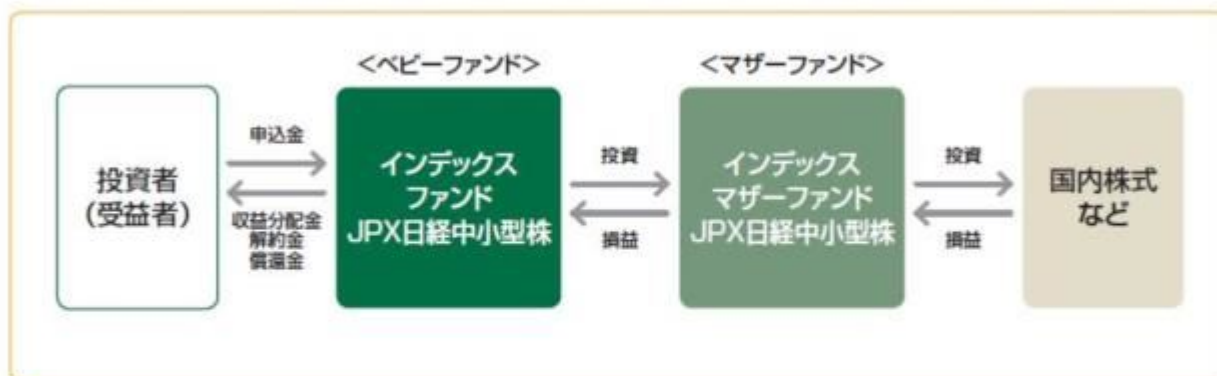 ＜ベビーファンド＞
＜マザーファンド＞
投資者
（受益者）
申込金
収益分配金
解約金
償還金
インデックス
ファンド
JPX日経中小型株
投資
損益
インデックス
マザーファンド
JPX日経中小型株
投資
損益
国内株式
など